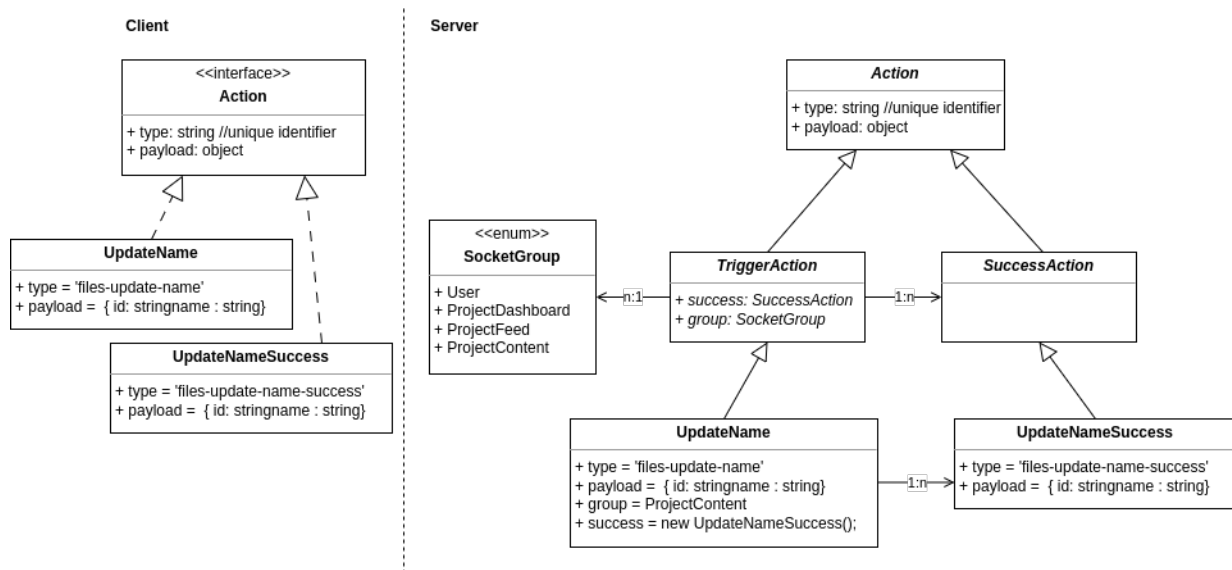 Client
Server
<<interface>>
Action
+ type: string //unique identifier
+ payload: object
UpdateName
+ type = 'files-update-name'
+ payload =  { id: stringname : string}
UpdateNameSuccess
+ type = 'files-update-name-success'
+ payload =  { id: stringname : string}
Action
+ type: string //unique identifier
+ payload: object
<<enum>>
SocketGroup
+ User
+ ProjectDashboard
+ ProjectFeed
+ ProjectContent
n:1
TriggerAction
+ success: SuccessAction
+ group: SocketGroup
1:n
SuccessAction
UpdateName
+ type = 'files-update-name'
+ payload =  { id: stringname : string}
+ group = ProjectContent
+ success = new UpdateNameSuccess();
1:n
UpdateNameSuccess
+ type = 'files-update-name-success'
+ payload =  { id: stringname : string}